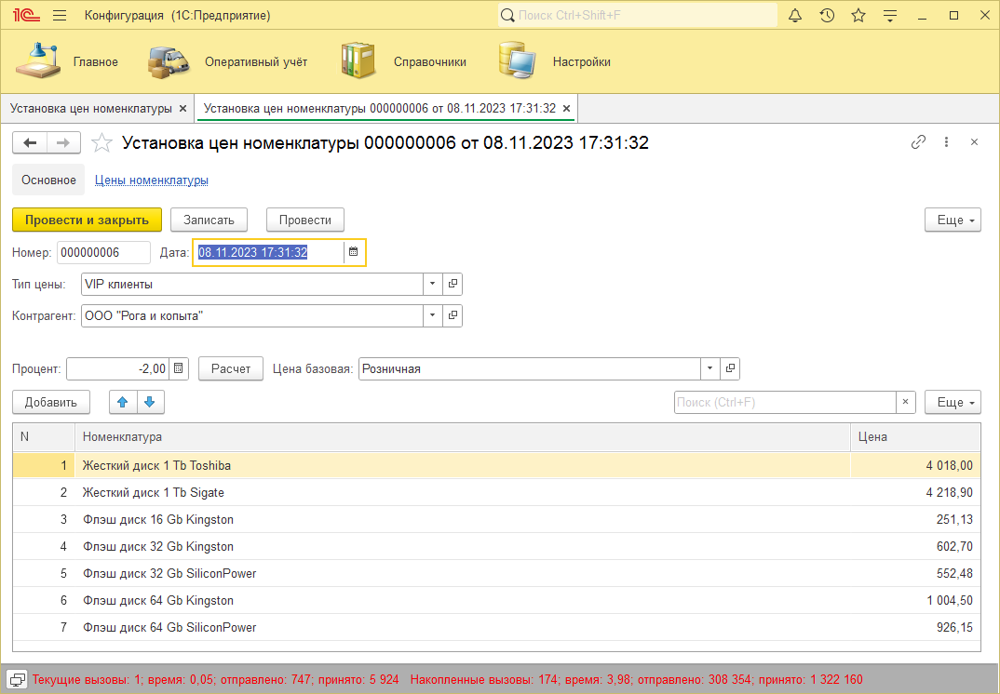 1С Конфигурация (1С:Предприятие) Поиск Ctrl+Shift+F
Главное Оперативный учёт Справочники Настройки
Установка цен номенклатуры × Установка цен номенклатуры 000000006 от 08.11.2023 17:31:32 ×
Установка цен номенклатуры 000000006 от 08.11.2023 17:31:32
Основное Цены номенклатуры
Провести и закрыть Записать Провести Еще
Номер: 000000006 Дата: 08.11.2023 17:31:32
Тип цены: VIP клиенты
Контрагент: ООО "Рога и копыта"
Процент: -2,00 Расчет Цена базовая: Розничная
Добавить Поиск (Ctrl+F) × Еще
N Номенклатура Цена
1 Жесткий диск 1 Tb Toshiba 4 018,00
2 Жесткий диск 1 Tb Sigate 4 218,90
3 Флэш диск 16 Gb Kingston 251,13
4 Флэш диск 32 Gb Kingston 602,70
5 Флэш диск 32 Gb SiliconPower 552,48
6 Флэш диск 64 Gb Kingston 1 004,50
7 Флэш диск 64 Gb SiliconPower 926,15
Текущие вызовы: 1; время: 0,05; отправлено: 747; принято: 5 924 Накопленные вызовы: 174; время: 3,98; отправлено: 308 354; принято: 1 322 160